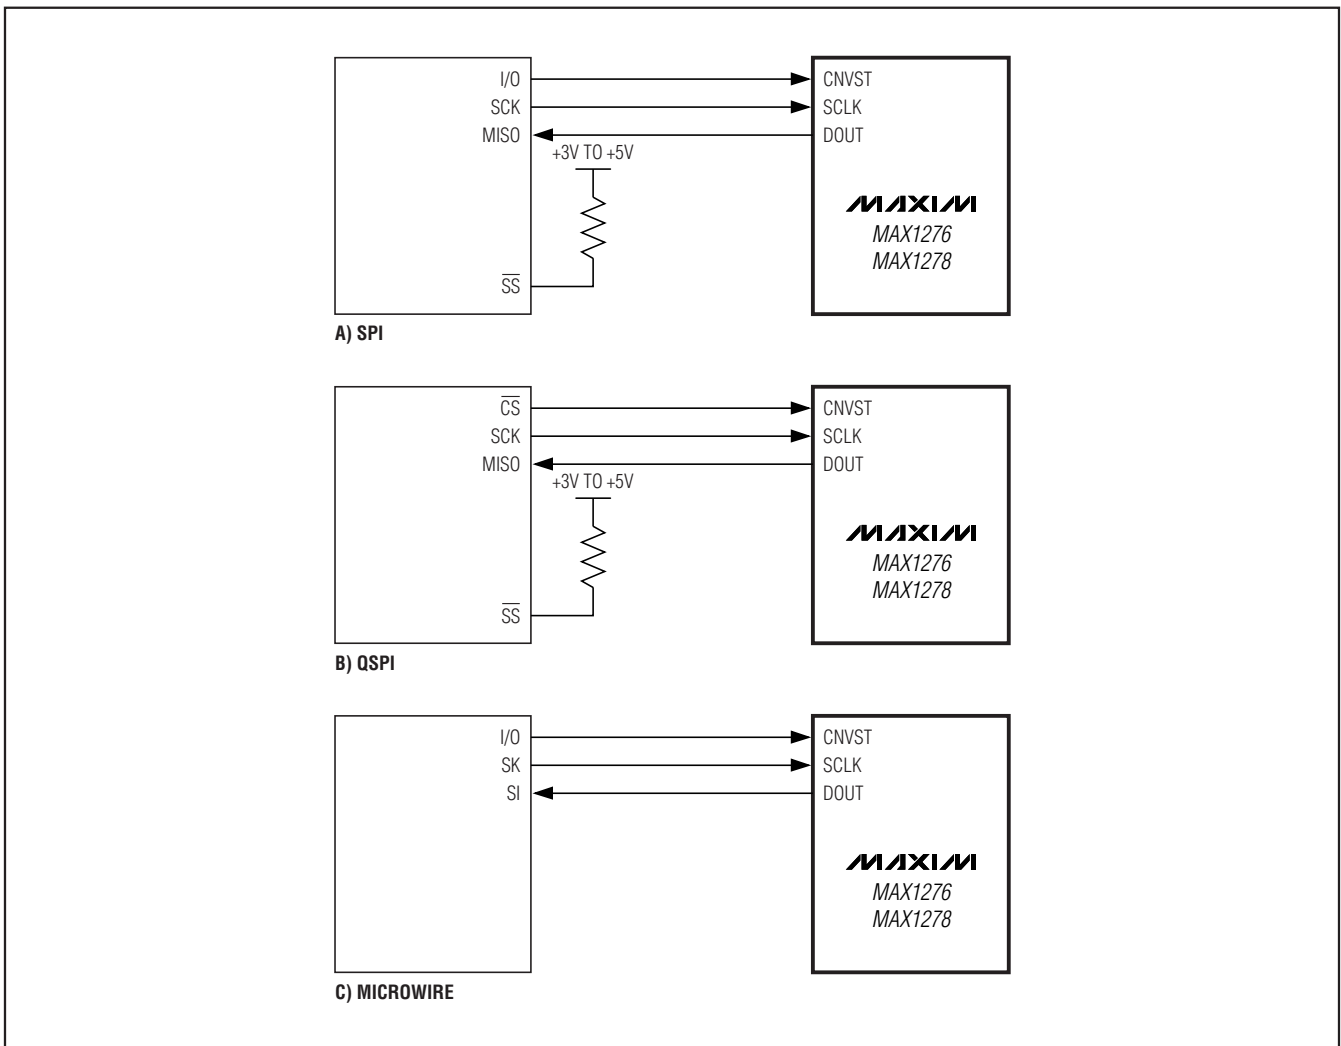 I/O
SCK
MISO
+3V TO +5V
SS
CNVST
SCLK
DOUT
MAXIM
MAX1276
MAX1278
A) SPI
CS
SCK
MISO
+3V TO +5V
SS
CNVST
SCLK
DOUT
MAXIM
MAX1276
MAX1278
B) QSPI
I/O
SK
SI
CNVST
SCLK
DOUT
MAXIM
MAX1276
MAX1278
C) MICROWIRE